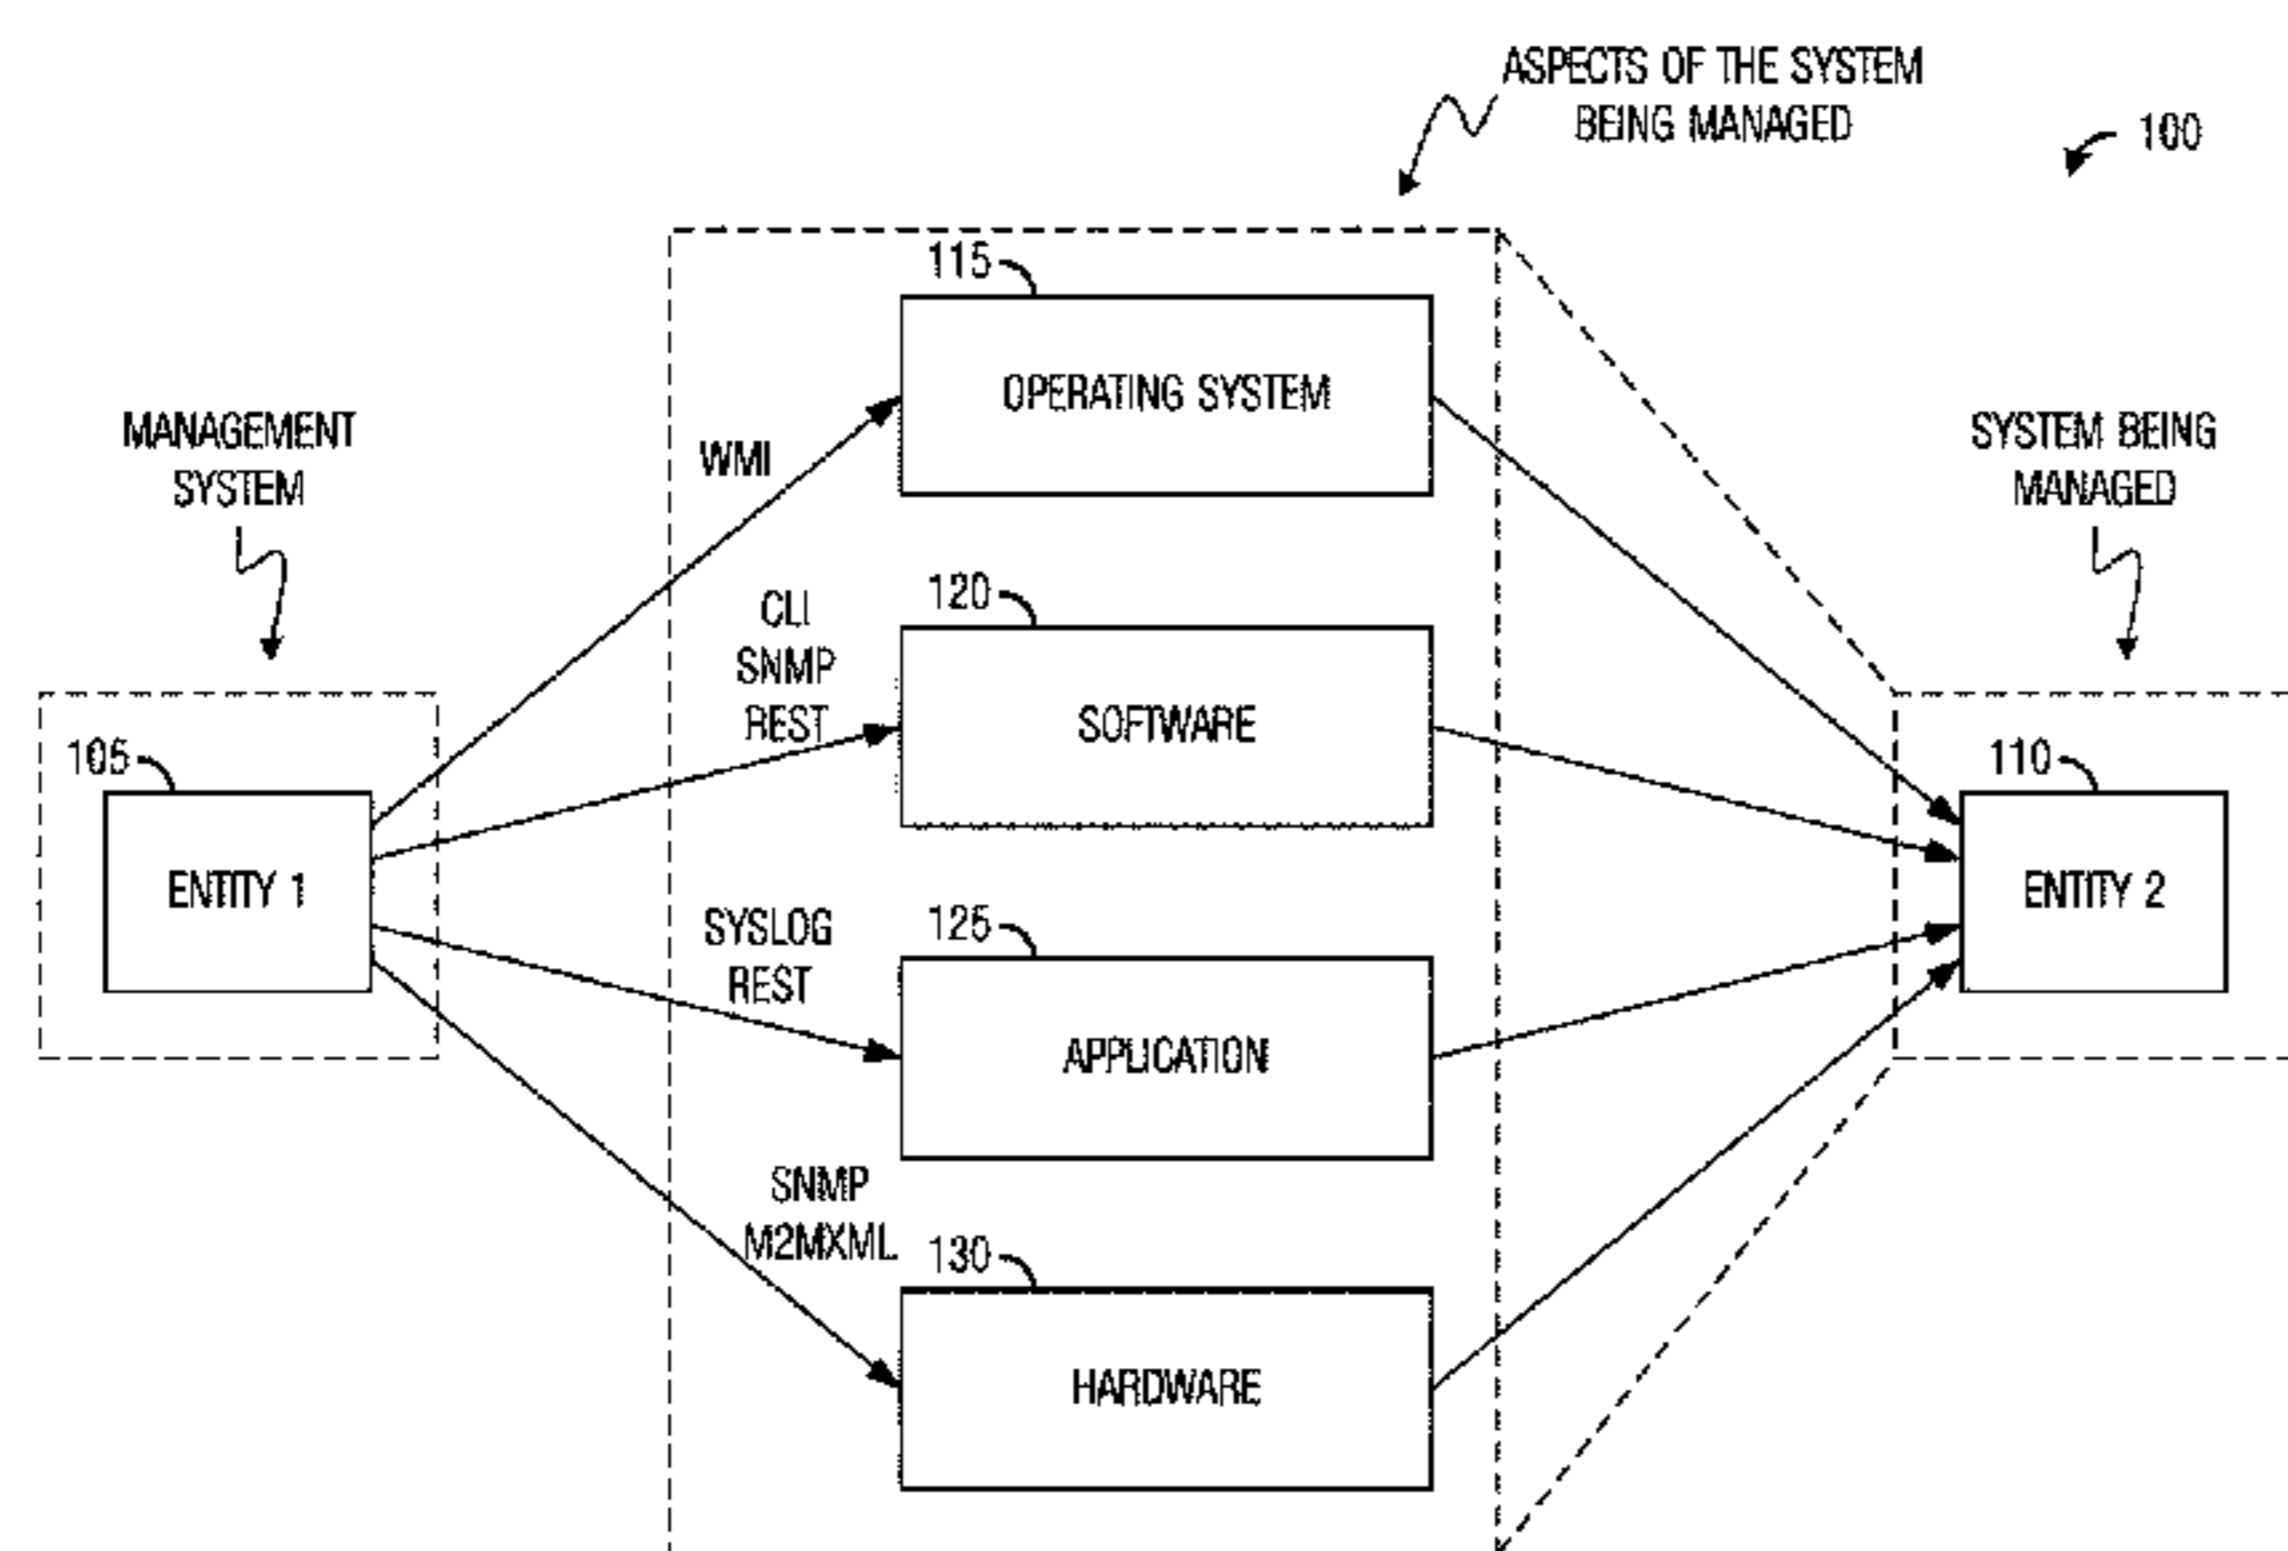 ASPECTS OF THE SYSTEM
BEING MANAGED
100
115
OPERATING SYSTEM
MANAGEMENT
SYSTEM
WMI
SYSTEM BEING
MANAGED
120
CLI
SNMP
REST
SOFTWARE
105
ENTITY 1
110
ENTITY 2
125
SYSLOG
REST
APPLICATION
SNMP
M2MXML
130
HARDWARE